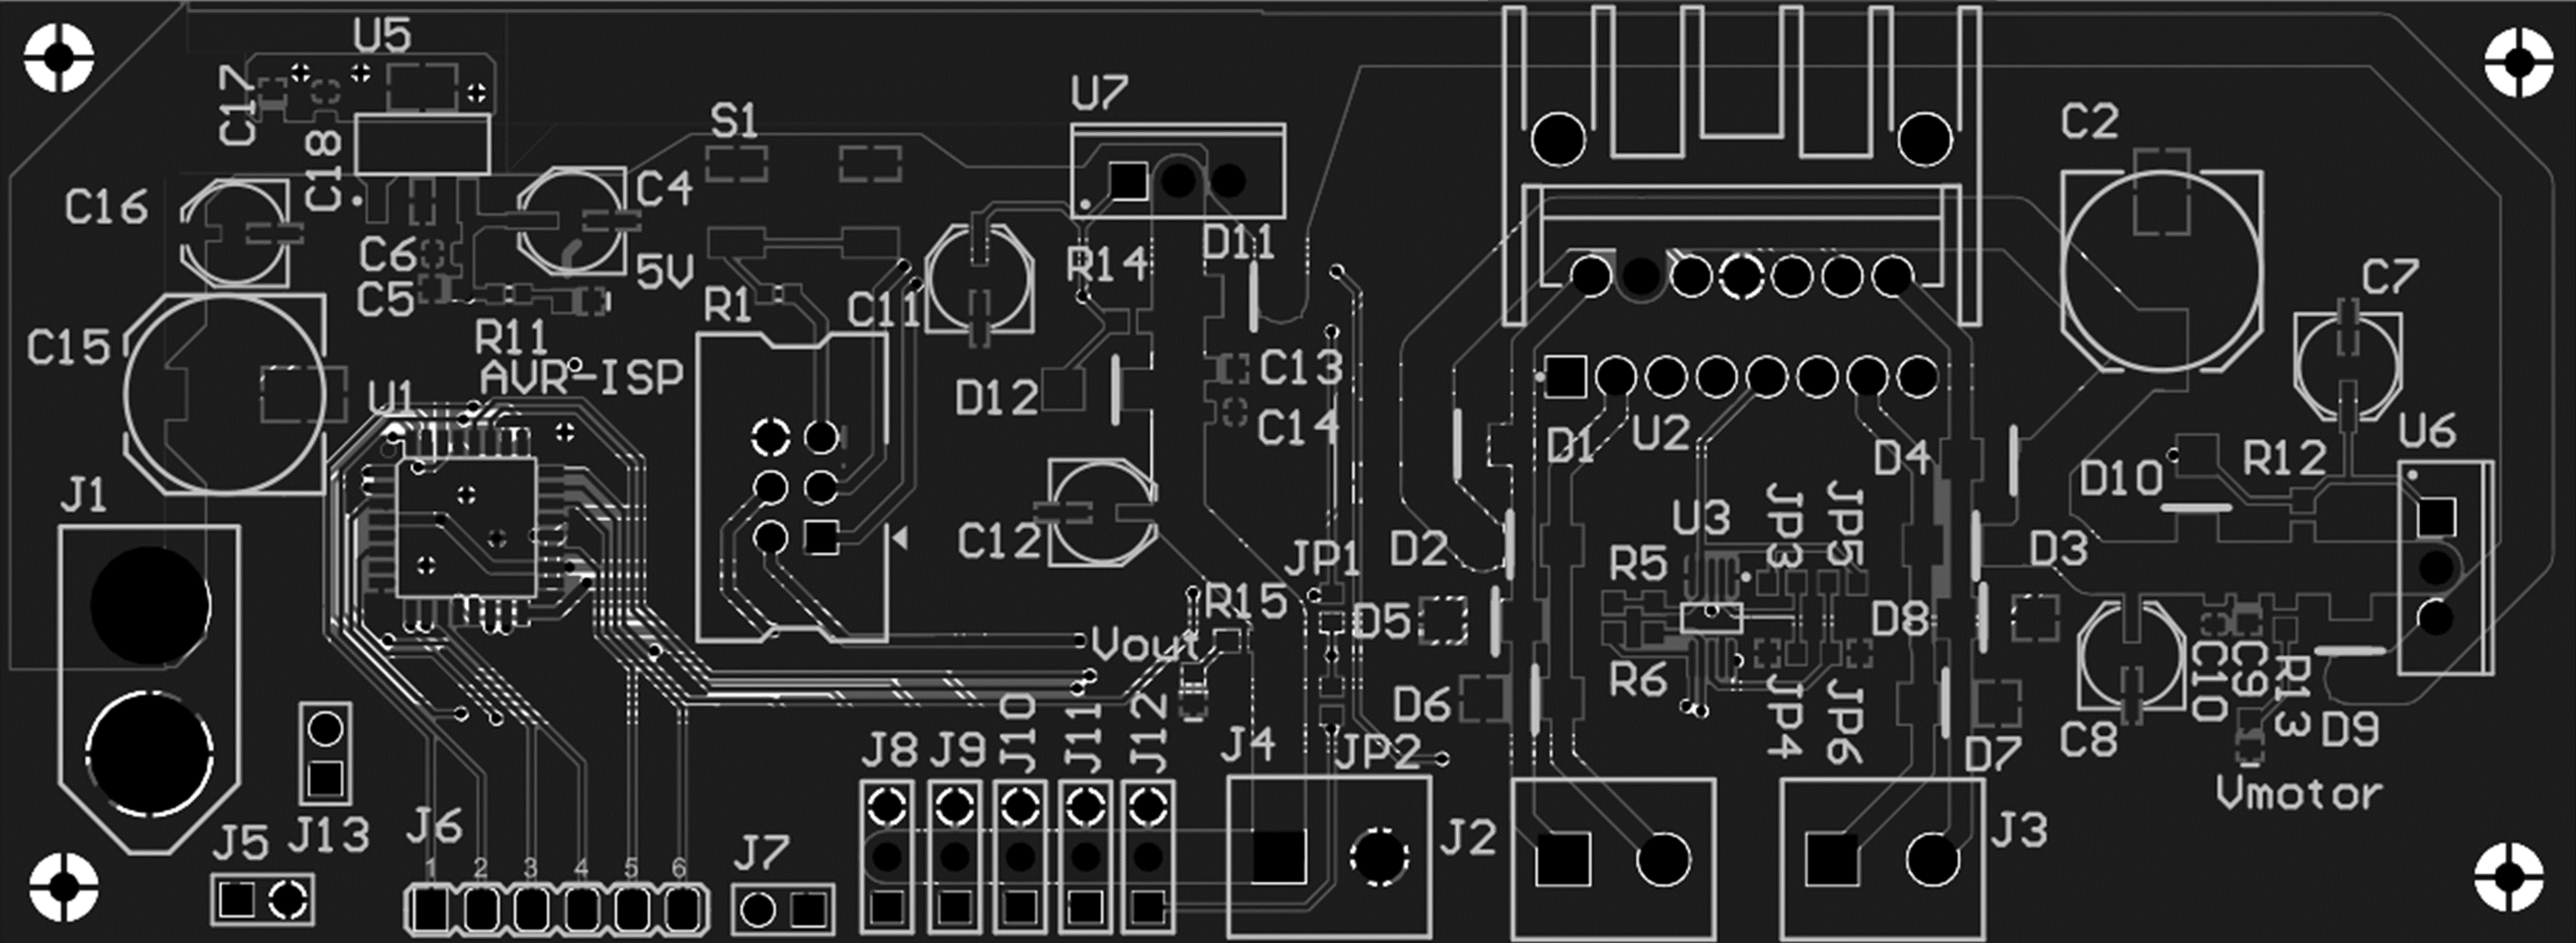 U5
C17
C18
S1
U7
C2
C16
C4
C6
5V
C5
R14
D11
R1
C11
C7
R11
C15
AVR-ISP
U1
D12
C13
C14
D1
U2
D4
U6
D10
R12
J1
C12
D2
U3
JP3
JP5
D3
JP1
R5
R15
D5
D8
Vout
R6
D6
JP4
JP6
D7
C10
C9
R13
D9
C8
J8
J9
J10
J11
J12
J4
JP2
Vmotor
J5
J13
J6
J7
J2
J3
1 2 3 4 5 6